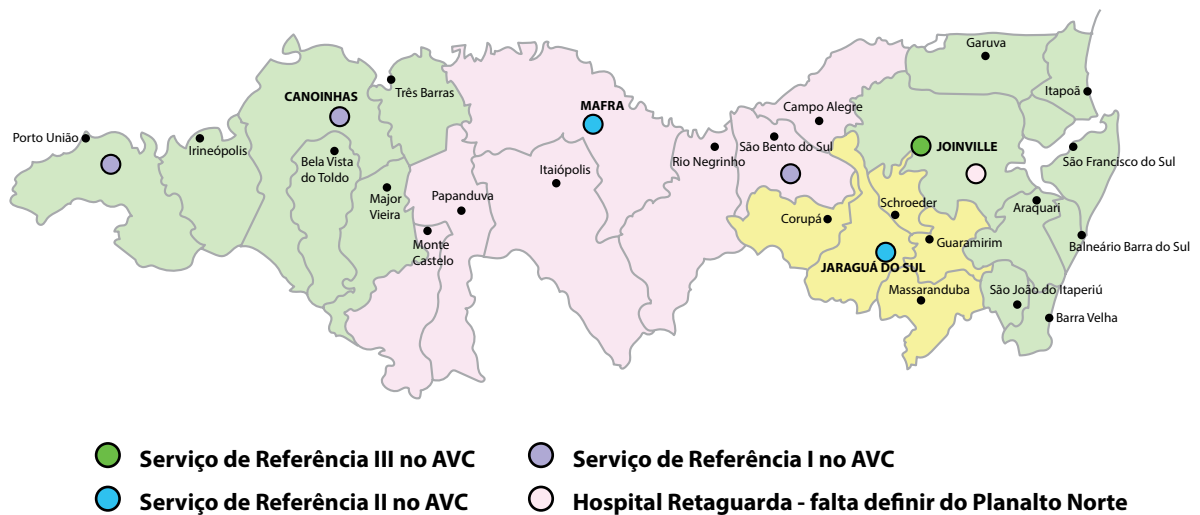 Garuva
Itapoã
CANOINHAS
Três Barras
MAFRA
Campo Alegre
Porto União
Irineópolis
Bela Vista
do Toldo
São Bento do Sul
Rio Negrinho
JOINVILLE
São Francisco do Sul
Itaiópolis
Major
Vieira
Papanduva
Schroeder
Araquari
Corupá
Monte
Castelo
Guaramirim
Balneário Barra do Sul
JARAGUÁ DO SUL
Massaranduba
São João do Itaperiú
Barra Velha
Serviço de Referência III no AVC
Serviço de Referência I no AVC
Serviço de Referência II no AVC
Hospital Retaguarda - falta definir do Planalto Norte